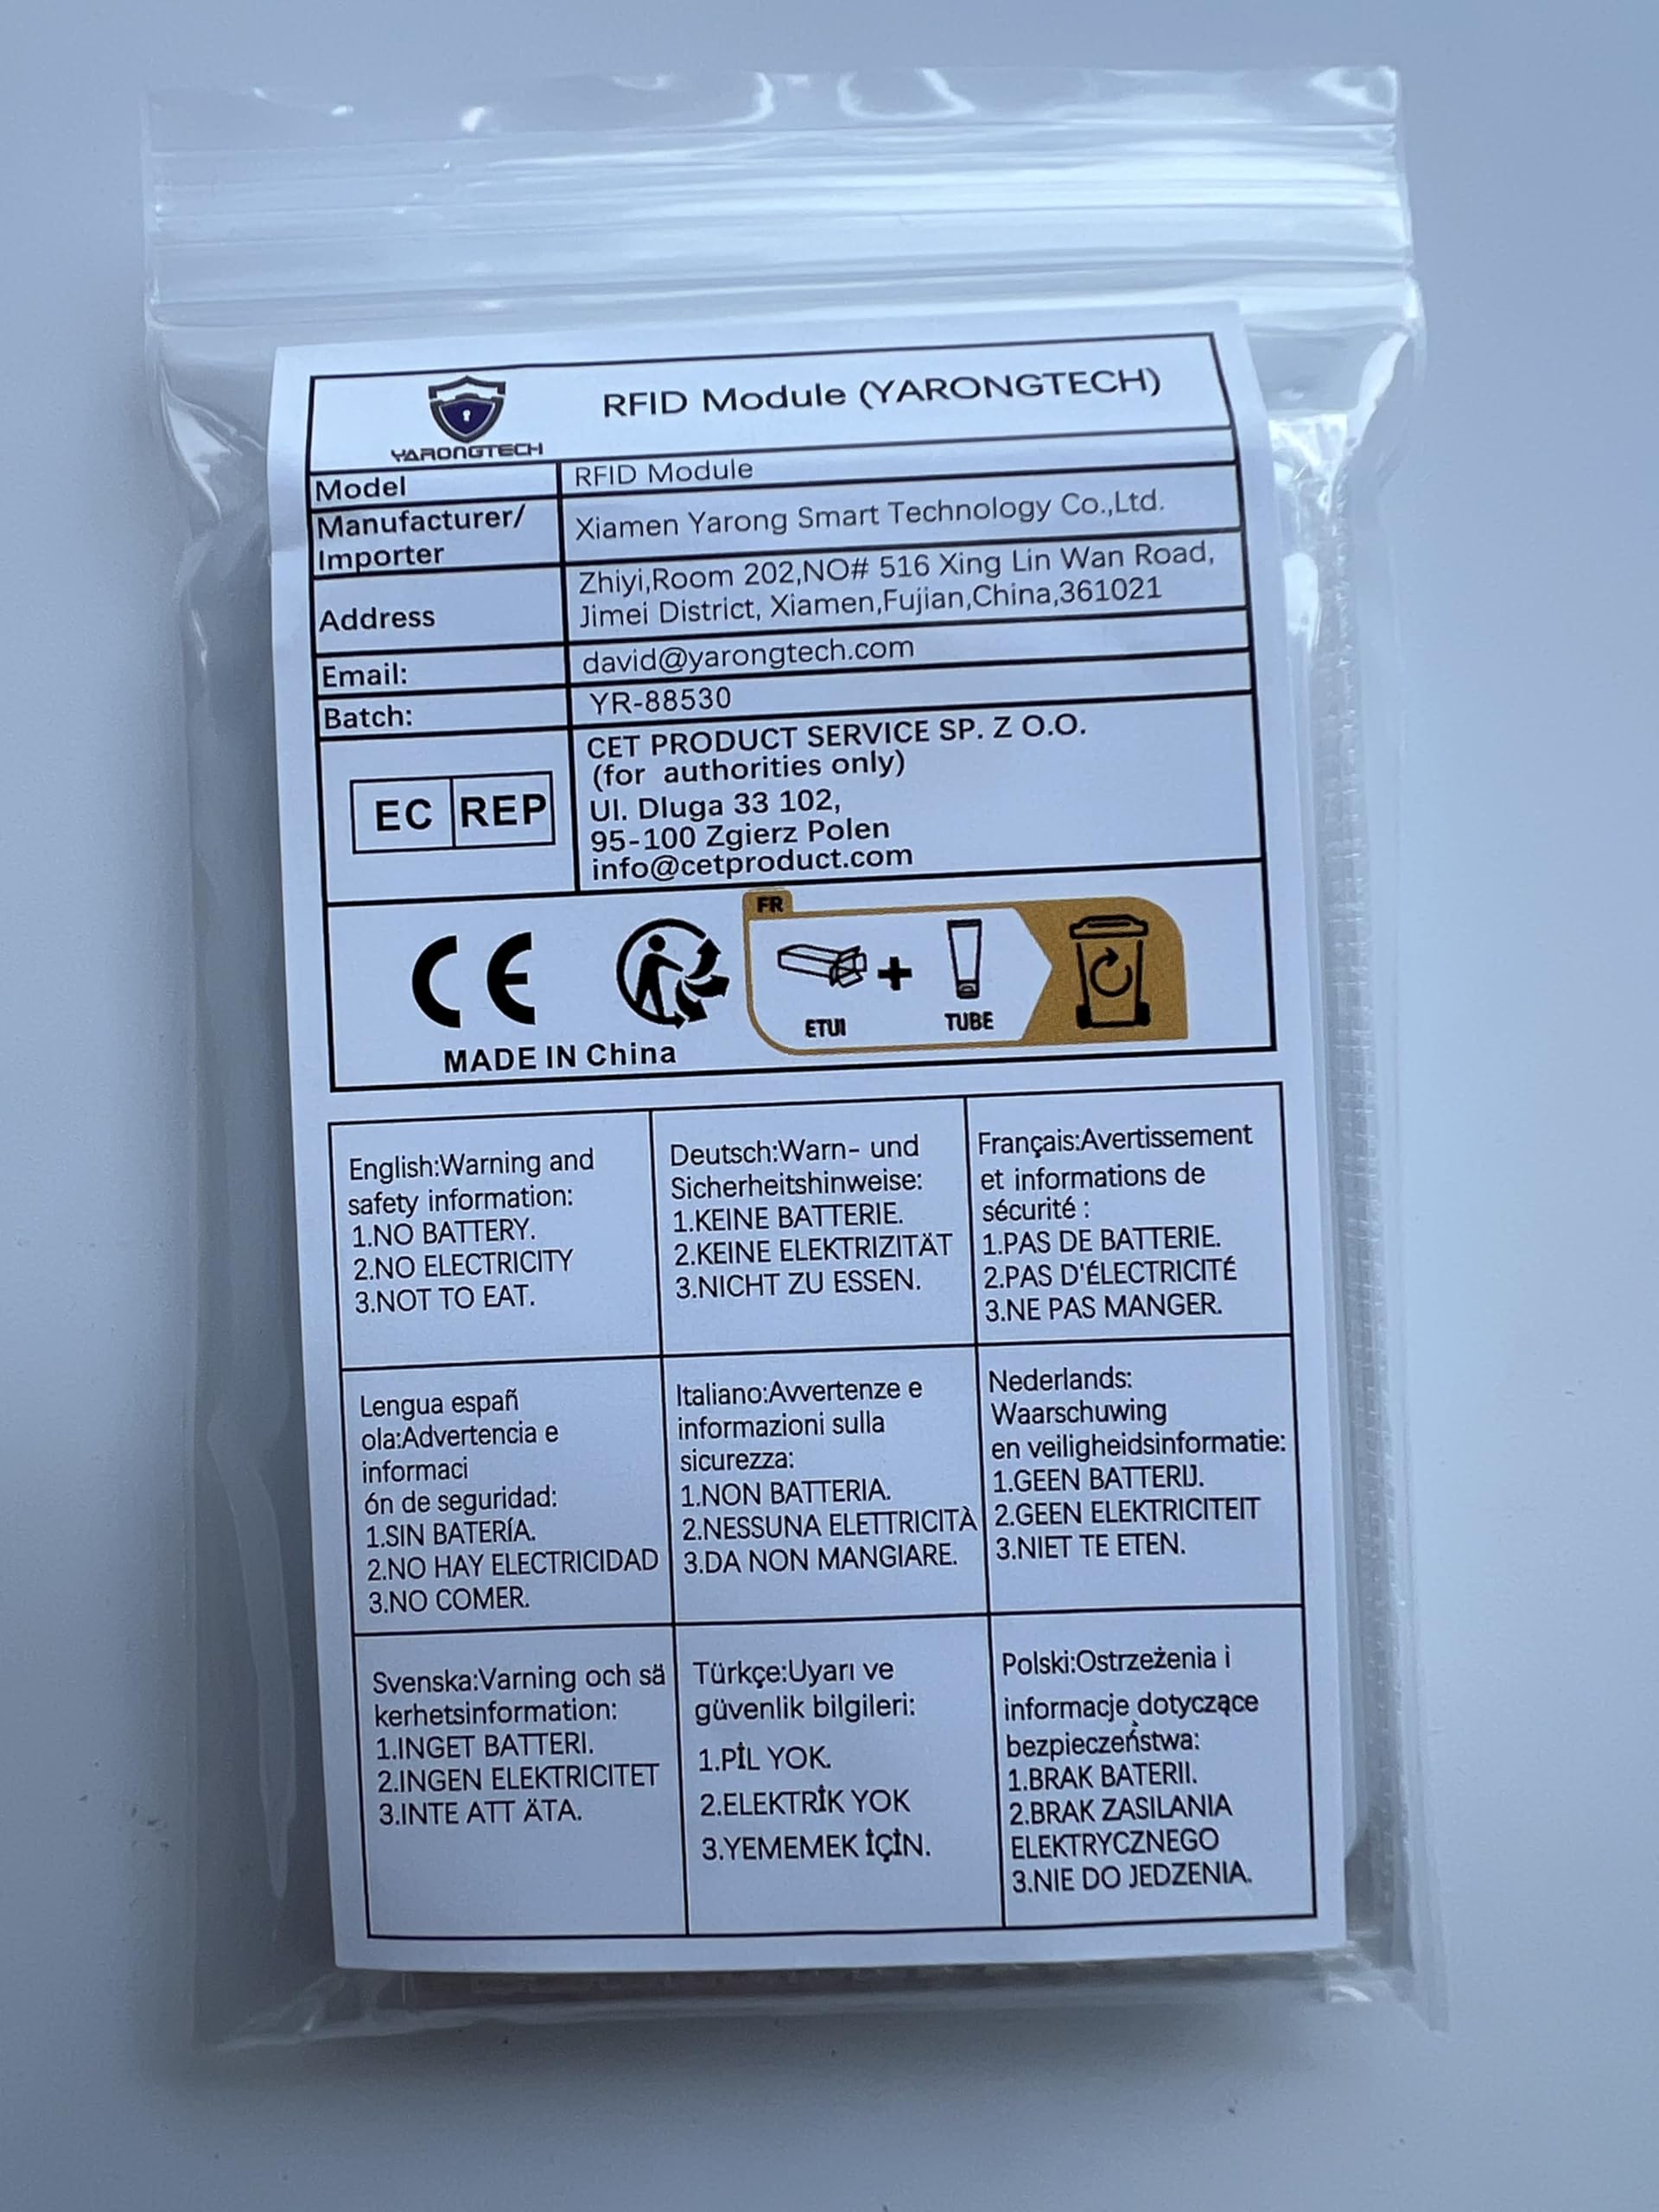 YARONGTECH
RFID Module (YARONGTECH)
Model
RFID Module
Manufacturer/
Importer
Xiamen Yarong Smart Technology Co.,Ltd.
Address
Zhiyi,Room 202,NO# 516 Xing Lin Wan Road,
Jimei District, Xiamen,Fujian,China,361021
Email:
david@yarongtech.com
Batch:
YR-88530
EC REP
CET PRODUCT SERVICE SP. Z O.O.
(for authorities only)
Ul. Dluga 33 102,
95-100 Zgierz Polen
info@cetproduct.com
CE
FR
ETUI
+
TUBE
MADE IN China
English:Warning and
safety information:
1.NO BATTERY.
2.NO ELECTRICITY
3.NOT TO EAT.
Deutsch:Warn- und
Sicherheitshinweise:
1.KEINE BATTERIE.
2.KEINE ELEKTRIZITÄT
3.NICHT ZU ESSEN.
Français:Avertissement
et informations de
sécurité :
1.PAS DE BATTERIE.
2.PAS D'ÉLECTRICITÉ
3.NE PAS MANGER.
Lengua españ
ola:Advertencia e
informaci
ón de seguridad:
1.SIN BATERÍA.
2.NO HAY ELECTRICIDAD
3.NO COMER.
Italiano:Avvertenze e
informazioni sulla
sicurezza:
1.NON BATTERIA.
2.NESSUNA ELETTRICITÀ
3.DA NON MANGIARE.
Nederlands:
Waarschuwing
en veiligheidsinformatie:
1.GEEN BATTERIJ.
2.GEEN ELEKTRICITEIT
3.NIET TE ETEN.
Svenska:Varning och sä
kerhetsinformation:
1.INGET BATTERI.
2.INGEN ELEKTRICITET
3.INTE ATT ÄTA.
Türkçe:Uyarı ve
güvenlik bilgileri:
1.PİL YOK.
2.ELEKTRİK YOK
3.YEMEMEK İÇİN.
Polski:Ostrzeżenia i
informacje dotyczące
bezpieczeństwa:
1.BRAK BATERII.
2.BRAK ZASILANIA
ELEKTRYCZNEGO
3.NIE DO JEDZENIA.